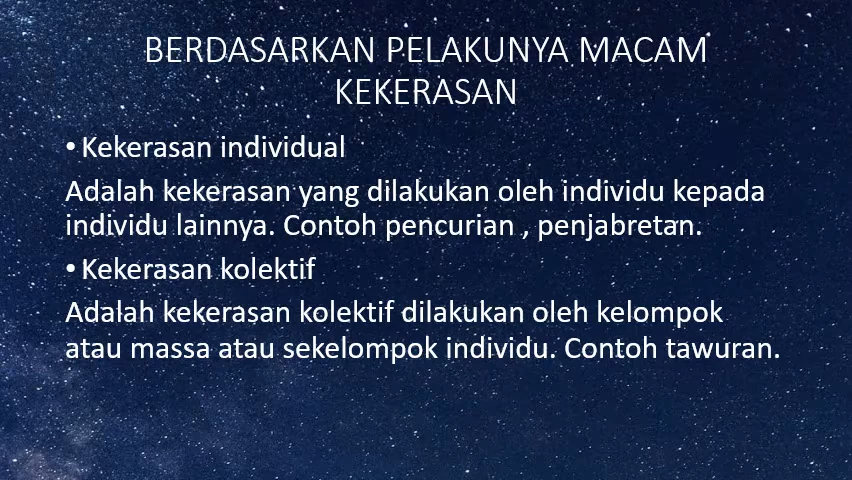 BERDASARKAN PELAKUNYA MACAM
KEKERASAN
• Kekerasan individual
Adalah kekerasan yang dilakukan oleh individu kepada
individu lainnya. Contoh pencurian , penjabretan.
• Kekerasan kolektif
Adalah kekerasan kolektif dilakukan oleh kelompok
atau massa atau sekelompok individu. Contoh tawuran.